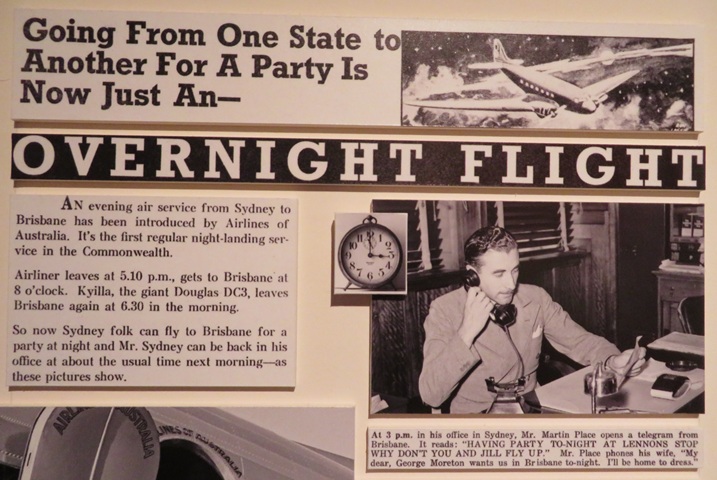 Going From One State to
Another For A Party Is
Now Just An—
OVERNIGHT FLIGHT
AN evening air service from Sydney to
Brisbane has been introduced by Airlines of
Australia. It's the first regular night-landing ser-
vice in the Commonwealth.
Airliner leaves at 5.10 p.m., gets to Brisbane at
8 o'clock. Kyilla, the giant Douglas DC3, leaves
Brisbane again at 6.30 in the morning.
So now Sydney folk can fly to Brisbane for a
party at night and Mr. Sydney can be back in his
office at about the usual time next morning—as
these pictures show.
At 3 p.m. in his office in Sydney, Mr. Martin Place opens a telegram from
Brisbane. It reads: "HAVING PARTY TO-NIGHT AT LENNONS STOP
WHY DON'T YOU AND JILL FLY UP." Mr. Place phones his wife, "My
dear, George Moreton wants us in Brisbane to-night. I'll be home to dress."
AUSTRALIA
LINES OF AUSTRALIA